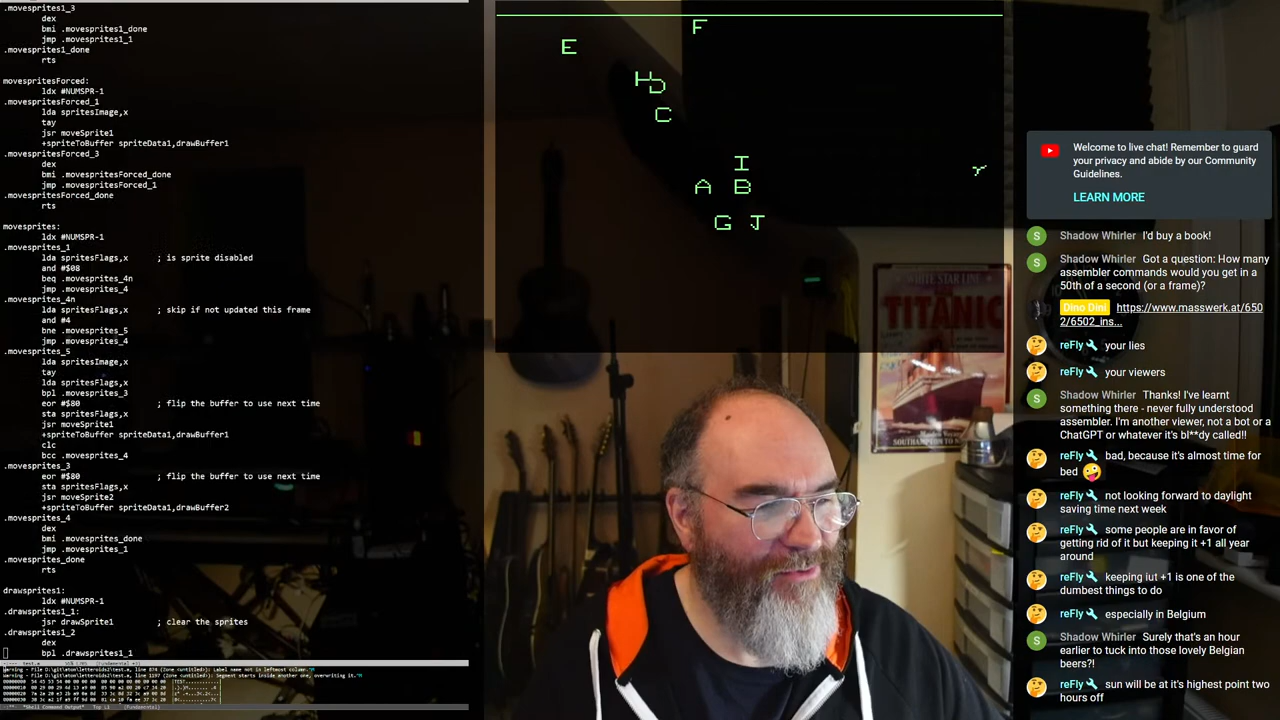 .movesprites1_3
dex
bmi .movesprites1_done
jmp .movesprites1_1
.movesprites1_done
rts
movespritesForced:
ldx #NUMSPR-1
.movespritesForced_1
lda spritesImage,x
tay
jsr moveSprite1
+spriteToBuffer spriteData1,drawBuffer1
.movespritesForced_3
dex
bmi .movespritesForced_done
jmp .movespritesForced_1
.movespritesForced_done
rts
movesprites:
ldx #NUMSPR-1
.movesprites_1
lda spritesFlags,x ; is sprite disabled
and #$08
beq .movesprites_4n
jmp .movesprites_4
.movesprites_4n
lda spritesFlags,x ; skip if not updated this frame
and #4
bne .movesprites_5
jmp .movesprites_4
.movesprites_5
lda spritesImage,x
tay
lda spritesFlags,x
bpl .movesprites_3
eor #$80 ; flip the buffer to use next time
sta spritesFlags,x
jsr moveSprite1
+spriteToBuffer spriteData1,drawBuffer1
clc
bcc .movesprites_4
.movesprites_3
eor #$80 ; flip the buffer to use next time
sta spritesFlags,x
jsr moveSprite2
+spriteToBuffer spriteData1,drawBuffer2
.movesprites_4
dex
bmi .movesprites_done
jmp .movesprites_1
.movesprites_done
rts
drawsprites1:
ldx #NUMSPR-1
.drawsprites1_1:
jsr drawSprite1 ; clear the sprites
.drawsprites1_2
dex
bpl .drawsprites1_1
F
E
H D
C
I
A B
G J
WHITE STAR LINE
TITANIC
SOUTHAMPTON
Welcome to live chat! Remember to guard
your privacy and abide by our Community
Guidelines.
LEARN MORE
S Shadow Whirler I'd buy a book!
S Shadow Whirler Got a question: How many
assembler commands would you get in a
50th of a second (or a frame)?
Dino Dini https://www.masswerk.at/650
2/6502_ins...
reFly your lies
reFly your viewers
S Shadow Whirler Thanks! I've learnt
something there - never fully understood
assembler. I'm another viewer, not a bot or a
ChatGPT or whatever it's bl**dy called!!
reFly bad, because it's almost time for
bed
reFly not looking forward to daylight
saving time next week
reFly some people are in favor of
getting rid of it but keeping it +1 all year
around
reFly keeping iut +1 is one of the
dumbest things to do
reFly especially in Belgium
S Shadow Whirler Surely that's an hour
earlier to tuck into those lovely Belgian
beers?!
reFly sun will be at it's highest point two
hours off